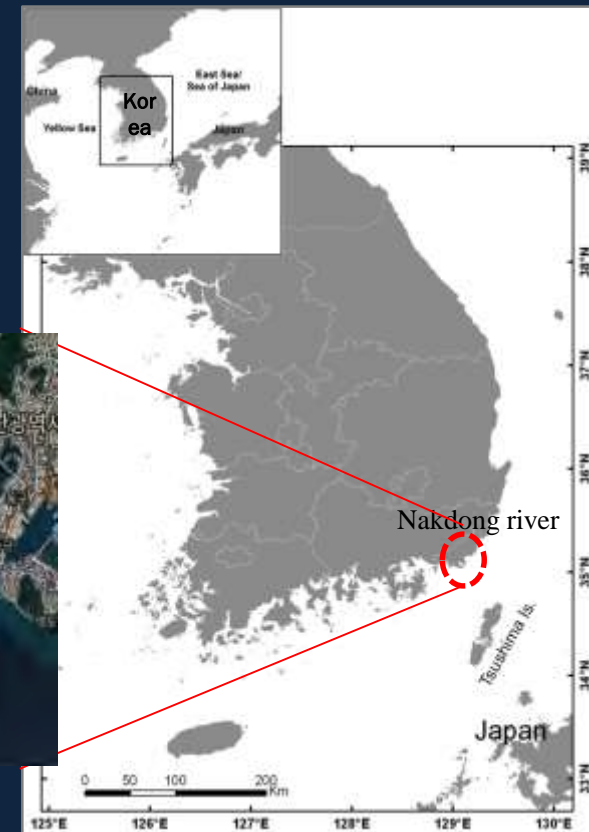 China
Kor
ea
East Sea/
Sea of Japan
Yellow Sea
Japan
39°N
38°N
37°N
36°N
Nakdong river
35°N
Tsushima Is.
34°N
Japan
0 50 100 200
Km
33°N
125°E 126°E 127°E 128°E 129°E 130°E